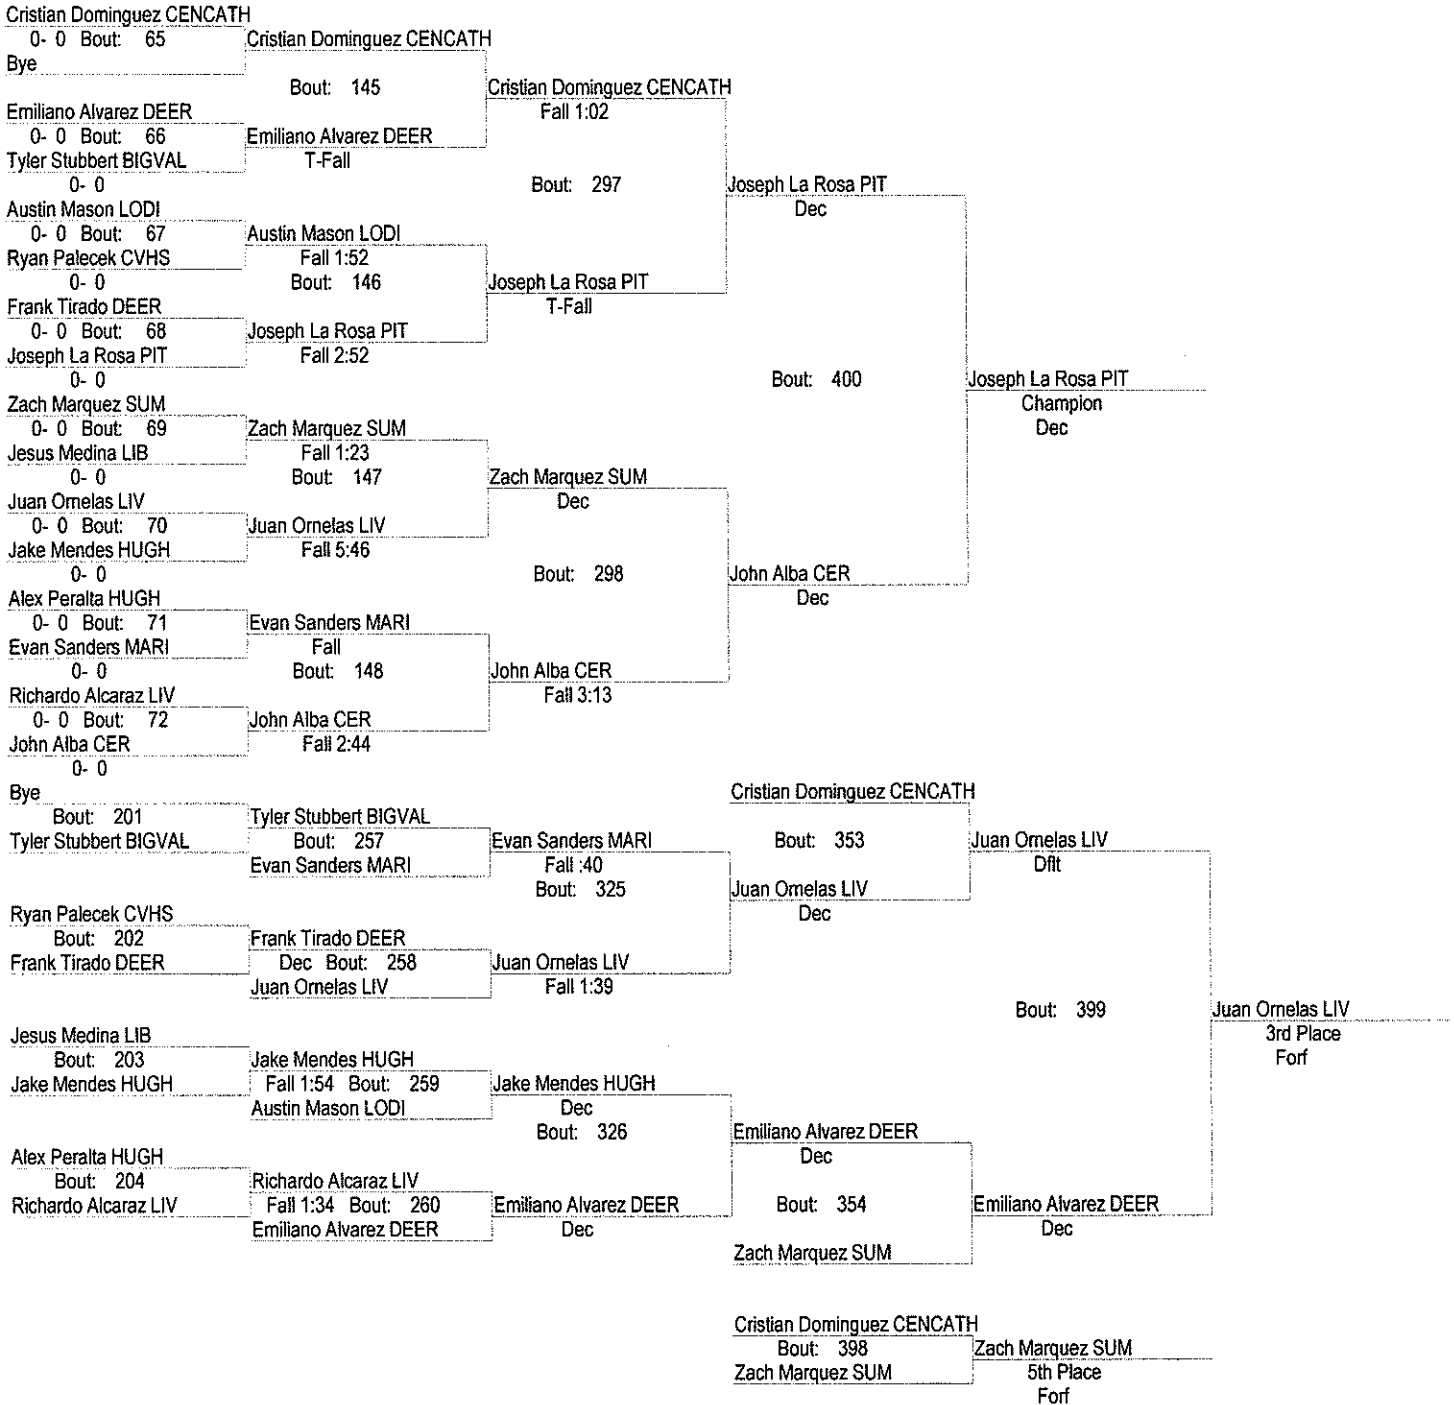 Cristian Dominguez CENCATH
0- 0 Bout: 65
Bye
Emiliano Alvarez DEER
0- 0 Bout: 66
Tyler Stubbert BIGVAL
0- 0
Austin Mason LODI
0- 0 Bout: 67
Ryan Palecek CVHS
0- 0
Frank Tirado DEER
0- 0 Bout: 68
Joseph La Rosa PIT
0- 0
Zach Marquez SUM
0- 0 Bout: 69
Jesus Medina LIB
0- 0
Juan Ornelas LIV
0- 0 Bout: 70
Jake Mendes HUGH
0- 0
Alex Peralta HUGH
0- 0 Bout: 71
Evan Sanders MARI
0- 0
Richardo Alcaraz LIV
0- 0 Bout: 72
John Alba CER
0- 0
Cristian Dominguez CENCATH
Bout: 145
Emiliano Alvarez DEER
T-Fall
Austin Mason LODI
Fall 1:52
Bout: 146
Joseph La Rosa PIT
Fall 2:52
Zach Marquez SUM
Fall 1:23
Bout: 147
Juan Ornelas LIV
Fall 5:46
Evan Sanders MARI
Fall
Bout: 148
John Alba CER
Fall 2:44
Cristian Dominguez CENCATH
Fall 1:02
Bout: 297
Joseph La Rosa PIT
T-Fall
Zach Marquez SUM
Dec
Bout: 298
John Alba CER
Fall 3:13
Joseph La Rosa PIT
Dec
Bout: 400
John Alba CER
Dec
Joseph La Rosa PIT
Champion
Dec
Bye
Bout: 201
Tyler Stubbert BIGVAL
Ryan Palecek CVHS
Bout: 202
Frank Tirado DEER
Jesus Medina LIB
Bout: 203
Jake Mendes HUGH
Alex Peralta HUGH
Bout: 204
Richardo Alcaraz LIV
Tyler Stubbert BIGVAL
Bout: 257
Evan Sanders MARI
Frank Tirado DEER
Dec Bout: 258
Juan Ornelas LIV
Jake Mendes HUGH
Fall 1:54 Bout: 259
Austin Mason LODI
Richardo Alcaraz LIV
Fall 1:34 Bout: 260
Emiliano Alvarez DEER
Evan Sanders MARI
Fall :40
Bout: 325
Juan Ornelas LIV
Fall 1:39
Jake Mendes HUGH
Dec
Bout: 326
Emiliano Alvarez DEER
Dec
Cristian Dominguez CENCATH
Bout: 353
Juan Ornelas LIV
Dec
Emiliano Alvarez DEER
Dec
Bout: 354
Zach Marquez SUM
Juan Ornelas LIV
Dflt
Bout: 399
Emiliano Alvarez DEER
Dec
Juan Ornelas LIV
3rd Place
Forf
Cristian Dominguez CENCATH
Bout: 398
Zach Marquez SUM
Zach Marquez SUM
5th Place
Forf